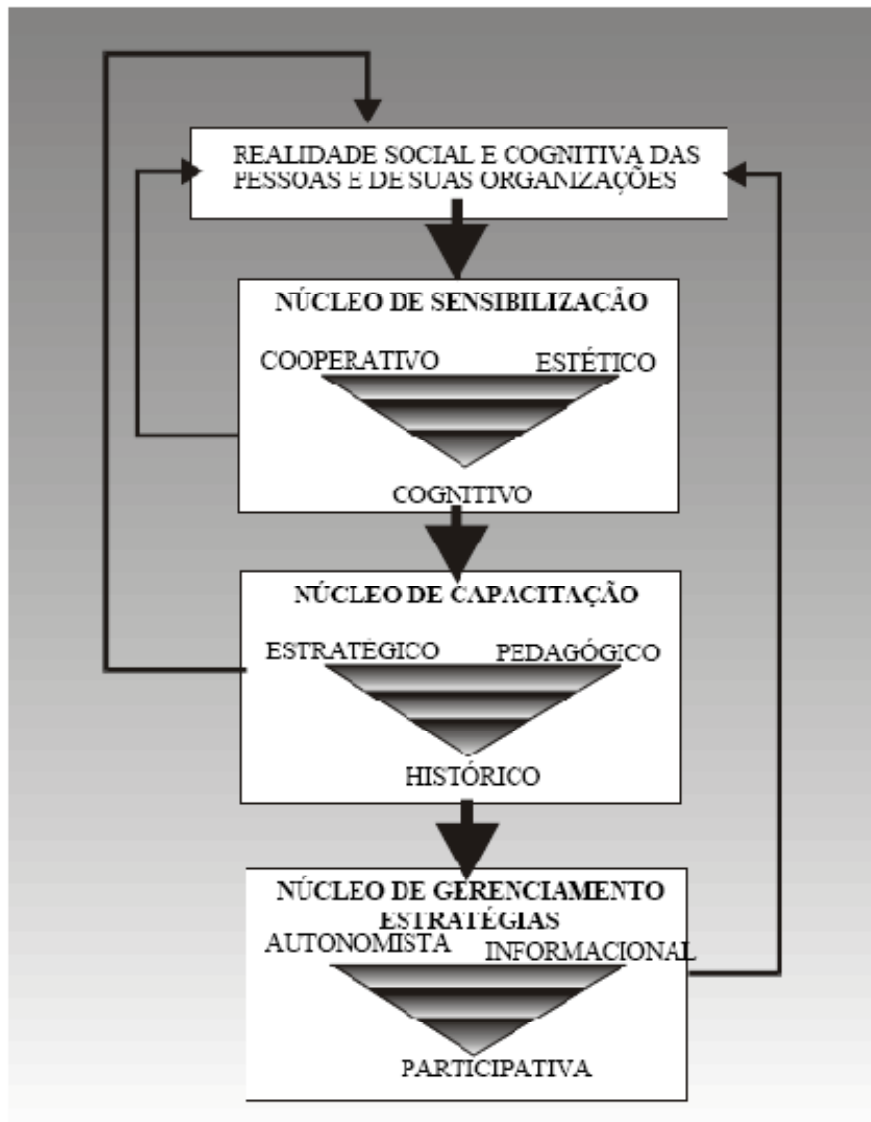 REALIDADE SOCIAL E COGNITIVA DAS
PESSOAS E DE SUAS ORGANIZAÇÕES
NÚCLEO DE SENSIBILIZAÇÃO
COOPERATIVO ESTÉTICO
COGNITIVO
NÚCLEO DE CAPACITAÇÃO
ESTRATÉGICO PEDAGÓGICO
HISTÓRICO
NÚCLEO DE GERENCIAMENTO
ESTRATÉGIAS
AUTONOMISTA INFORMACIONAL
PARTICIPATIVA